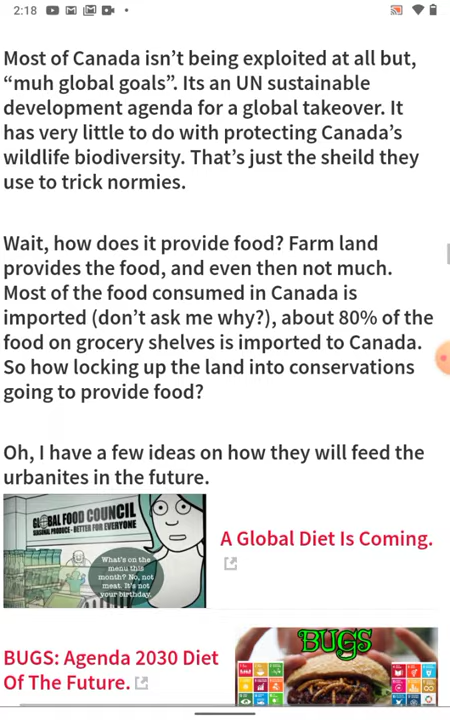 2:18
Most of Canada isn’t being exploited at all but,
“muh global goals”. Its an UN sustainable
development agenda for a global takeover. It
has very little to do with protecting Canada’s
wildlife biodiversity. That’s just the sheild they
use to trick normies.
Wait, how does it provide food? Farm land
provides the food, and even then not much.
Most of the food consumed in Canada is
imported (don’t ask me why?), about 80% of the
food on grocery shelves is imported to Canada.
So how locking up the land into conservations
going to provide food?
Oh, I have a few ideas on how they will feed the
urbanites in the future.
GLOBAL FOOD COUNCIL
SEASONAL PRODUCE - BETTER FOR EVERYONE
What's on the
menu this
month? No, not
meat. It's not
your birthday.
A Global Diet Is Coming.
BUGS
BUGS: Agenda 2030 Diet
Of The Future.